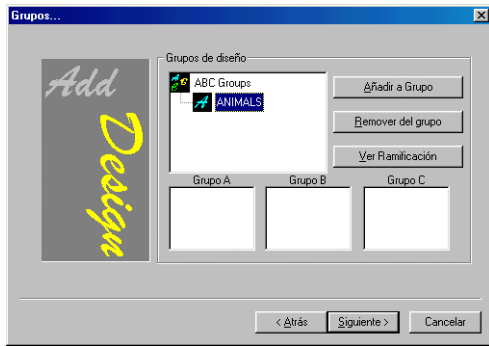 Grupos...
Add
Design
Grupos de diseño
ABC Groups
ANIMALS
Añadir a Grupo
Remover del grupo
Ver Ramificación
Grupo A Grupo B Grupo C
< Atrás Siguiente > Cancelar